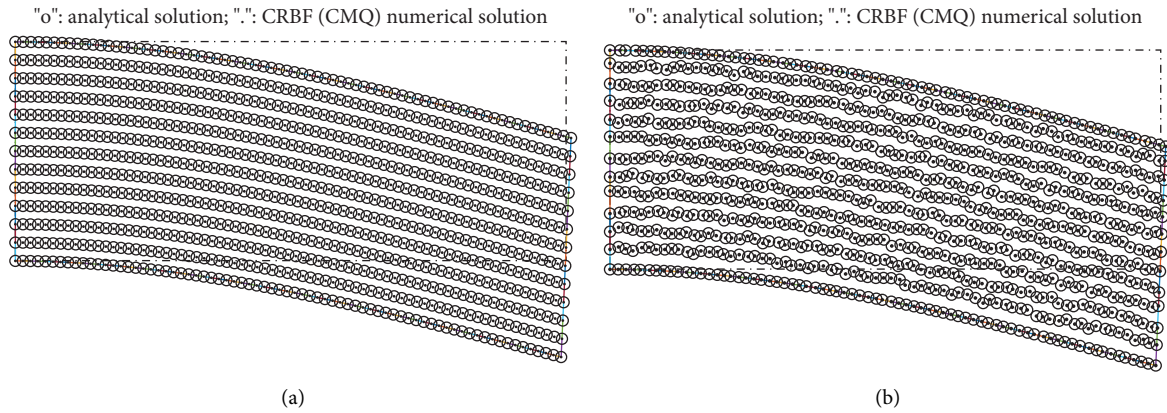 "o": analytical solution; ".": CRBF (CMQ) numerical solution
"o": analytical solution; ".": CRBF (CMQ) numerical solution
(a)
(b)